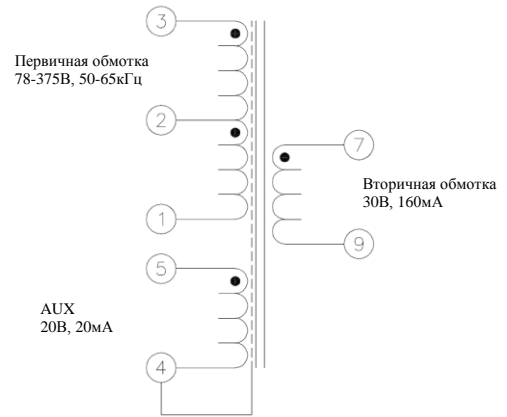 3
Первичная обмотка
78-375В, 50-65кГц
2
7
Вторичная обмотка
30В, 160мА
1
9
5
AUX
20В, 20мА
4